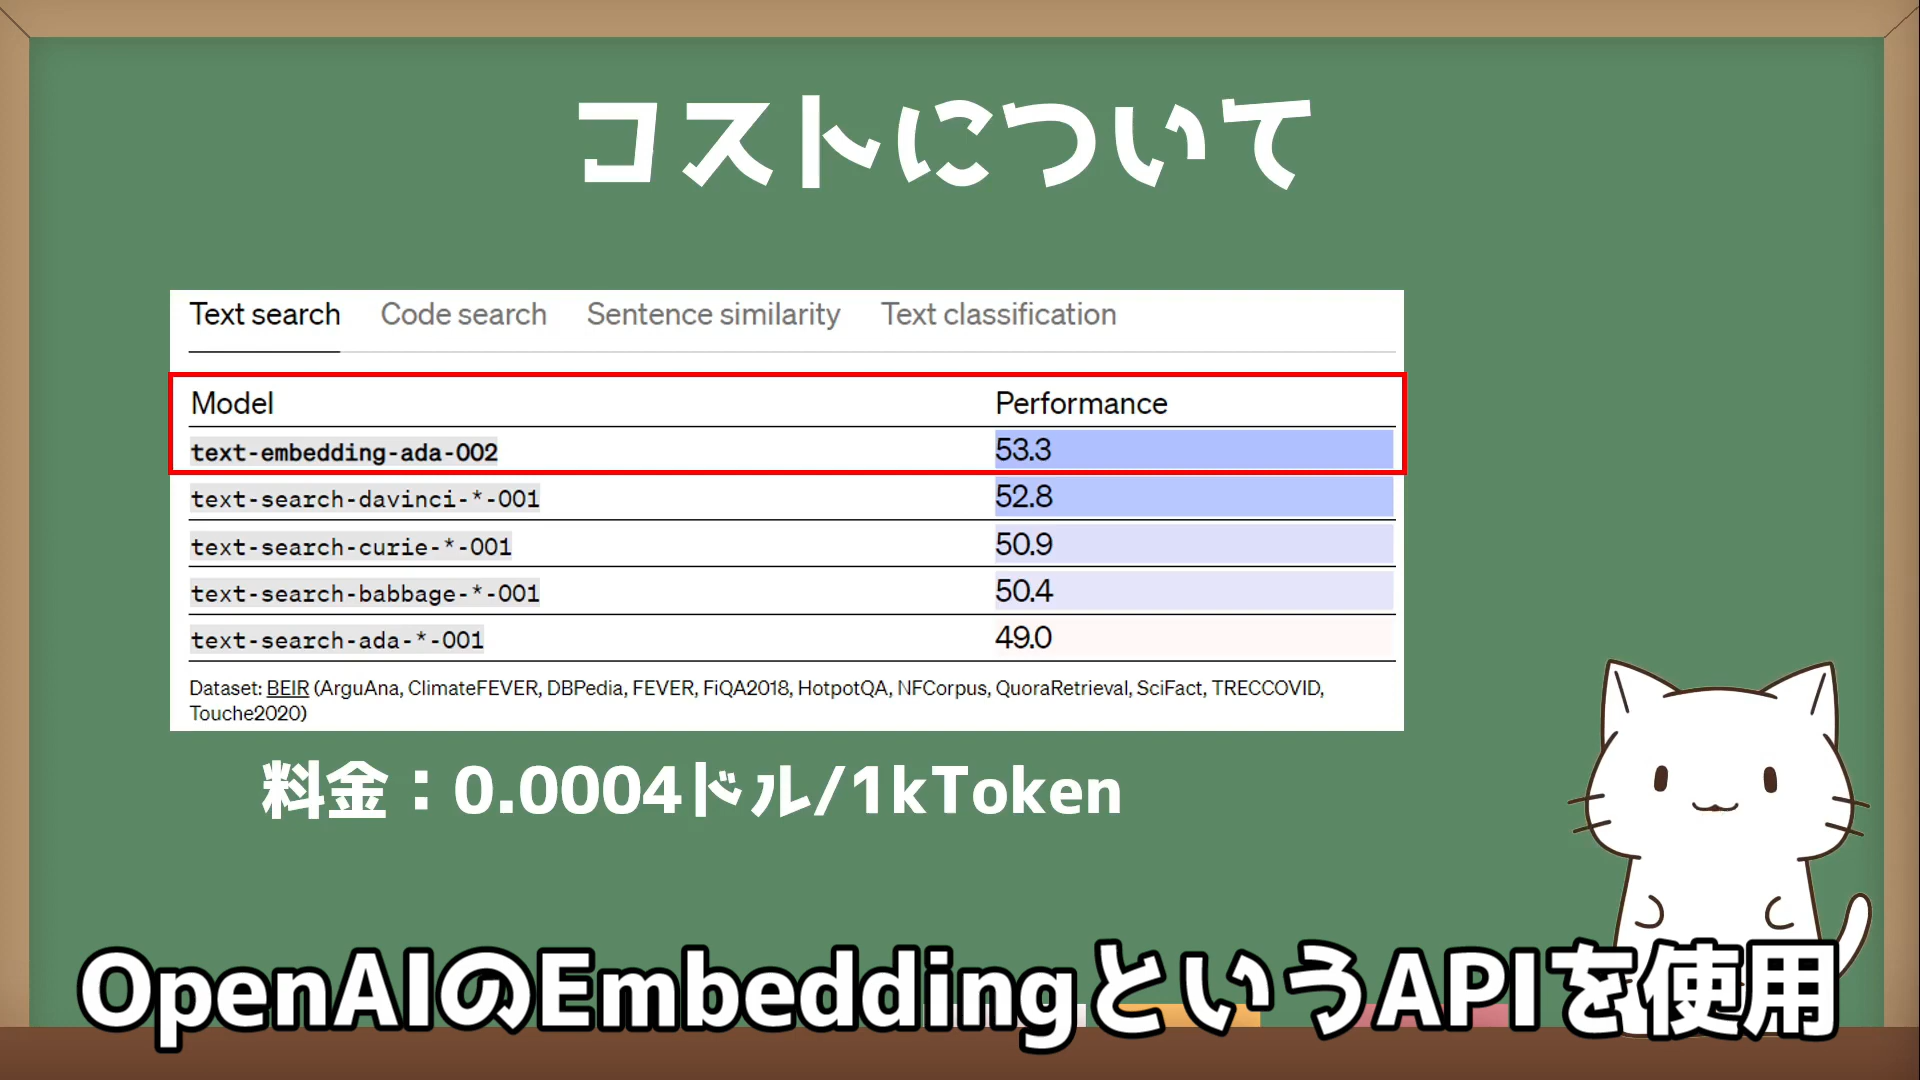 コストについて
Text search Code search Sentence similarity Text classification
Model Performance
text-embedding-ada-002 53.3
text-search-davinci-*-001 52.8
text-search-curie-*-001 50.9
text-search-babbage-*-001 50.4
text-search-ada-*-001 49.0
Dataset: BEIR (ArguAna, ClimateFEVER, DBPedia, FEVER, FiQA2018, HotpotQA, NFCorpus, QuoraRetrieval, SciFact, TRECCOVID,
Touche2020)
料金：0.0004ドル/1kToken
OpenAIのEmbeddingというAPIを使用